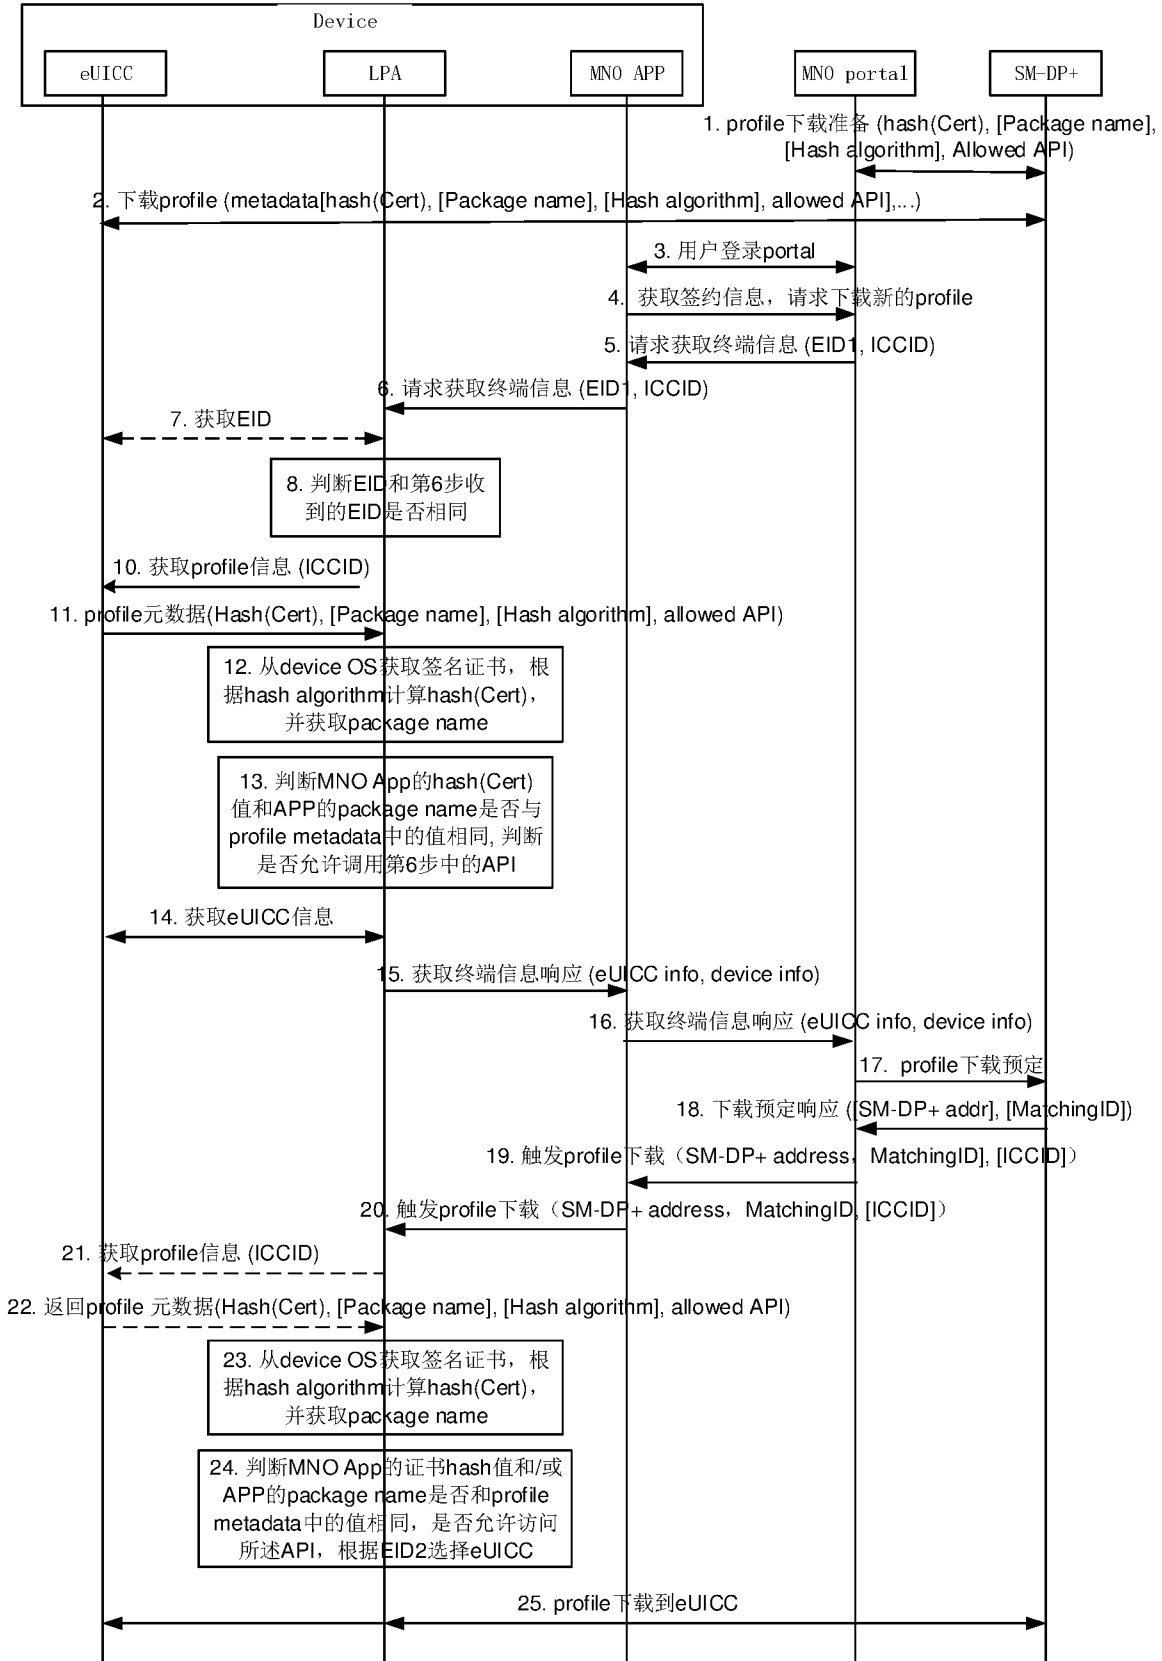 Device
eUICC
LPA
MNO APP
MNO portal
SM-DP+
1. profile下载准备 (hash(Cert), [Package name],
[Hash algorithm], Allowed API)
2. 下载profile (metadata[hash(Cert), [Package name], [Hash algorithm], allowed API],...)
3. 用户登录portal
4. 获取签约信息，请求下载新的profile
5. 请求获取终端信息 (EID1, ICCID)
6. 请求获取终端信息 (EID1, ICCID)
7. 获取EID
8. 判断EID和第6步收
到的EID是否相同
10. 获取profile信息 (ICCID)
11. profile元数据(Hash(Cert), [Package name], [Hash algorithm], allowed API)
12. 从device OS获取签名证书，根
据hash algorithm计算hash(Cert)，
并获取package name
13. 判断MNO App的hash(Cert)
值和APP的package name是否与
profile metadata中的值相同, 判断
是否允许调用第6步中的API
14. 获取eUICC信息
15. 获取终端信息响应 (eUICC info, device info)
16. 获取终端信息响应 (eUICC info, device info)
17. profile下载预定
18. 下载预定响应 ([SM-DP+ addr], [MatchingID])
19. 触发profile下载（SM-DP+ address，MatchingID], [ICCID]）
20. 触发profile下载（SM-DP+ address，MatchingID, [ICCID]）
21. 获取profile信息 (ICCID)
22. 返回profile 元数据(Hash(Cert), [Package name], [Hash algorithm], allowed API)
23. 从device OS获取签名证书，根
据hash algorithm计算hash(Cert)，
并获取package name
24. 判断MNO App的证书hash值和/或
APP的package name是否和profile
metadata中的值相同，是否允许访问
所述API，根据EID2选择eUICC
25. profile下载到eUICC